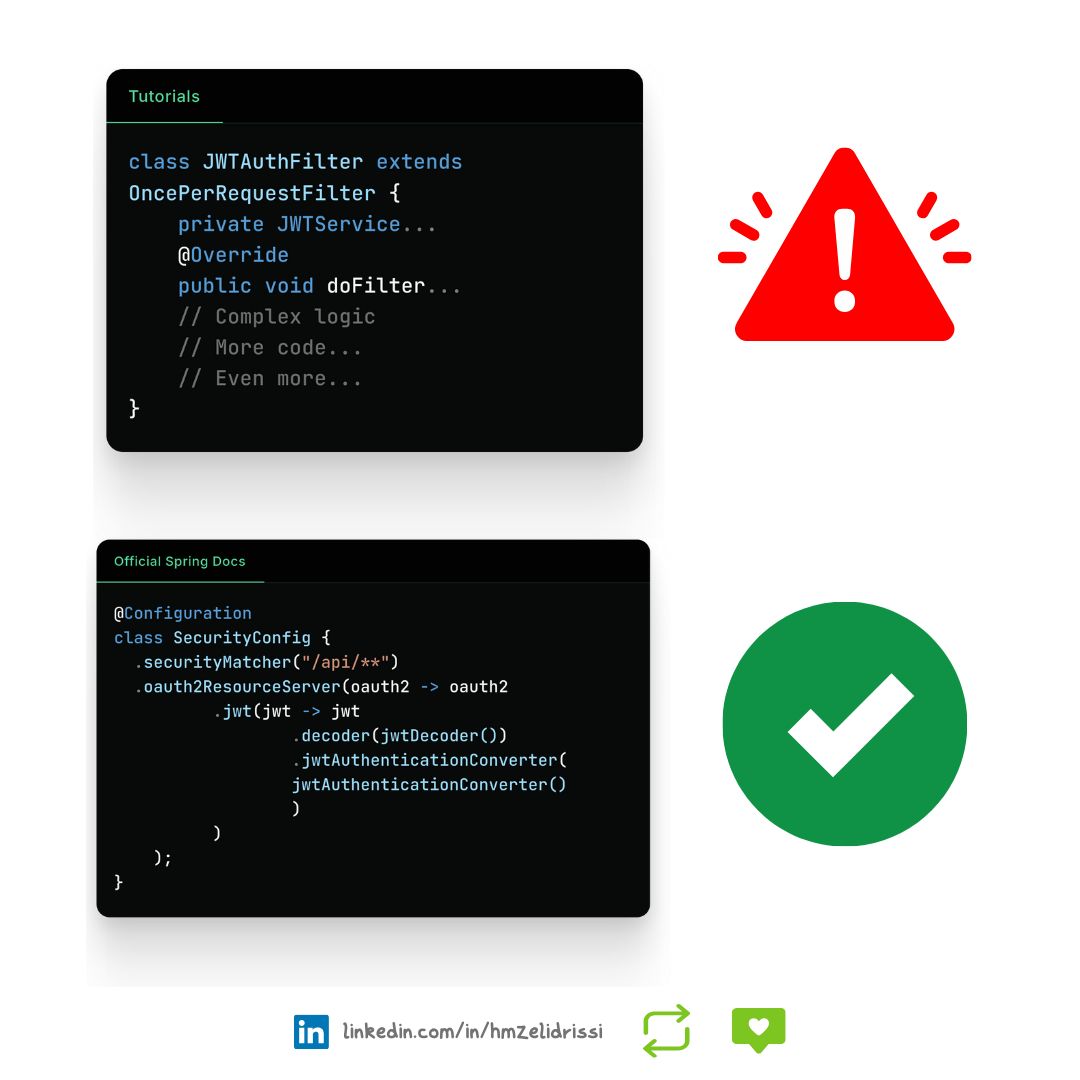 Tutorials
class JWTAuthFilter extends
OncePerRequestFilter {
    private JWTService...
    @Override
    public void doFilter...
    // Complex logic
    // More code...
    // Even more...
}
Official Spring Docs
@Configuration
class SecurityConfig {
  .securityMatcher("/api/**")
  .oauth2ResourceServer(oauth2 -> oauth2
          .jwt(jwt -> jwt
                  .decoder(jwtDecoder())
                  .jwtAuthenticationConverter(
                  jwtAuthenticationConverter()
                  )
          )
    );
}
in linkedin.com/in/hmzelidrissi